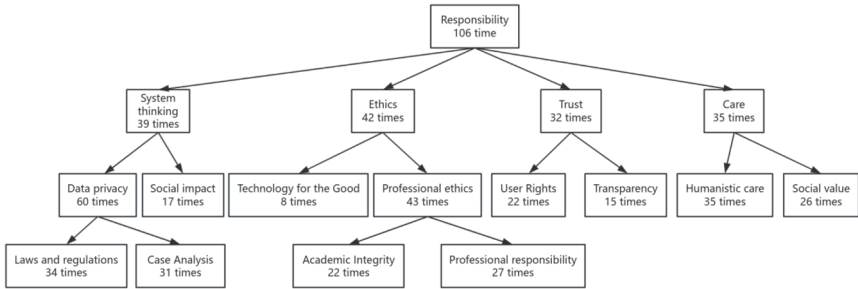 Responsibility
106 time
System
thinking
39 times
Ethics
42 times
Trust
32 times
Care
35 times
Data privacy
60 times
Social impact
17 times
Technology for the Good
8 times
Professional ethics
43 times
User Rights
22 times
Transparency
15 times
Humanistic care
35 times
Social value
26 times
Laws and regulations
34 times
Case Analysis
31 times
Academic Integrity
22 times
Professional responsibility
27 times